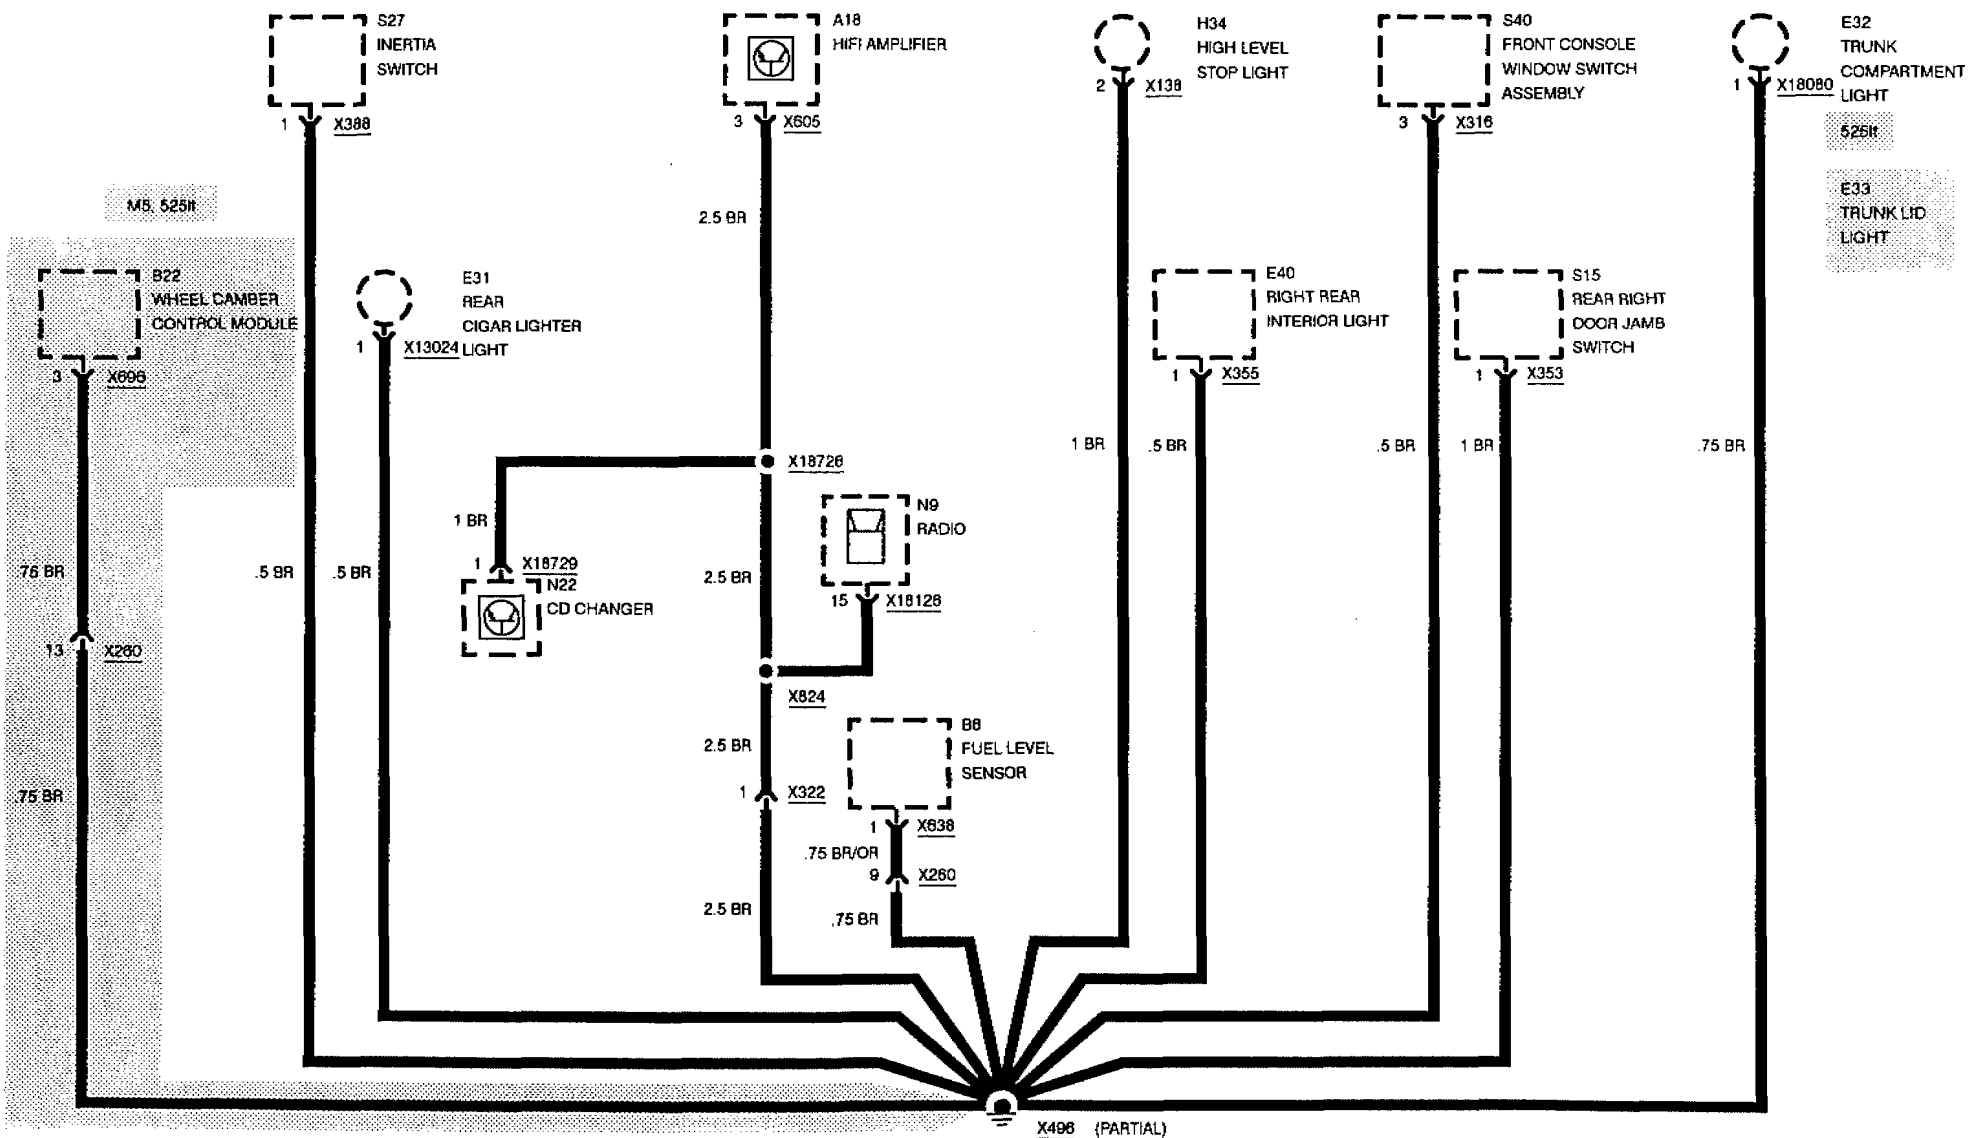 S27
INERTIA
SWITCH
1 X388
A18
HIFI AMPLIFIER
3 X605
H34
HIGH LEVEL
STOP LIGHT
2 X138
S40
FRONT CONSOLE
WINDOW SWITCH
ASSEMBLY
3 X316
E32
TRUNK
COMPARTMENT
LIGHT
1 X18080
525it
E33
TRUNK LID
LIGHT
M5, 525it
2.5 BR
B22
WHEEL CAMBER
CONTROL MODULE
3 X696
E31
REAR
CIGAR LIGHTER
LIGHT
1 X13024
E40
RIGHT REAR
INTERIOR LIGHT
1 X355
S15
REAR RIGHT
DOOR JAMB
SWITCH
1 X353
1 BR
.5 BR
.5 BR
1 BR
.75 BR
X18726
N9
RADIO
15 X18126
1 BR
1 X18729
N22
CD CHANGER
.75 BR
.5 BR
.5 BR
2.5 BR
13 X260
X824
B8
FUEL LEVEL
SENSOR
1 X638
2.5 BR
1 X322
.75 BR
.75 BR/OR
9 X260
2.5 BR
.75 BR
X496 (PARTIAL)